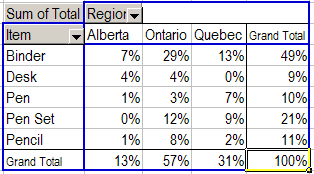 Sum of Total Region
Item Alberta Ontario Quebec Grand Total
Binder 7% 29% 13% 49%
Desk 4% 4% 0% 9%
Pen 1% 3% 7% 10%
Pen Set 0% 12% 9% 21%
Pencil 1% 8% 2% 11%
Grand Total 13% 57% 31% 100%